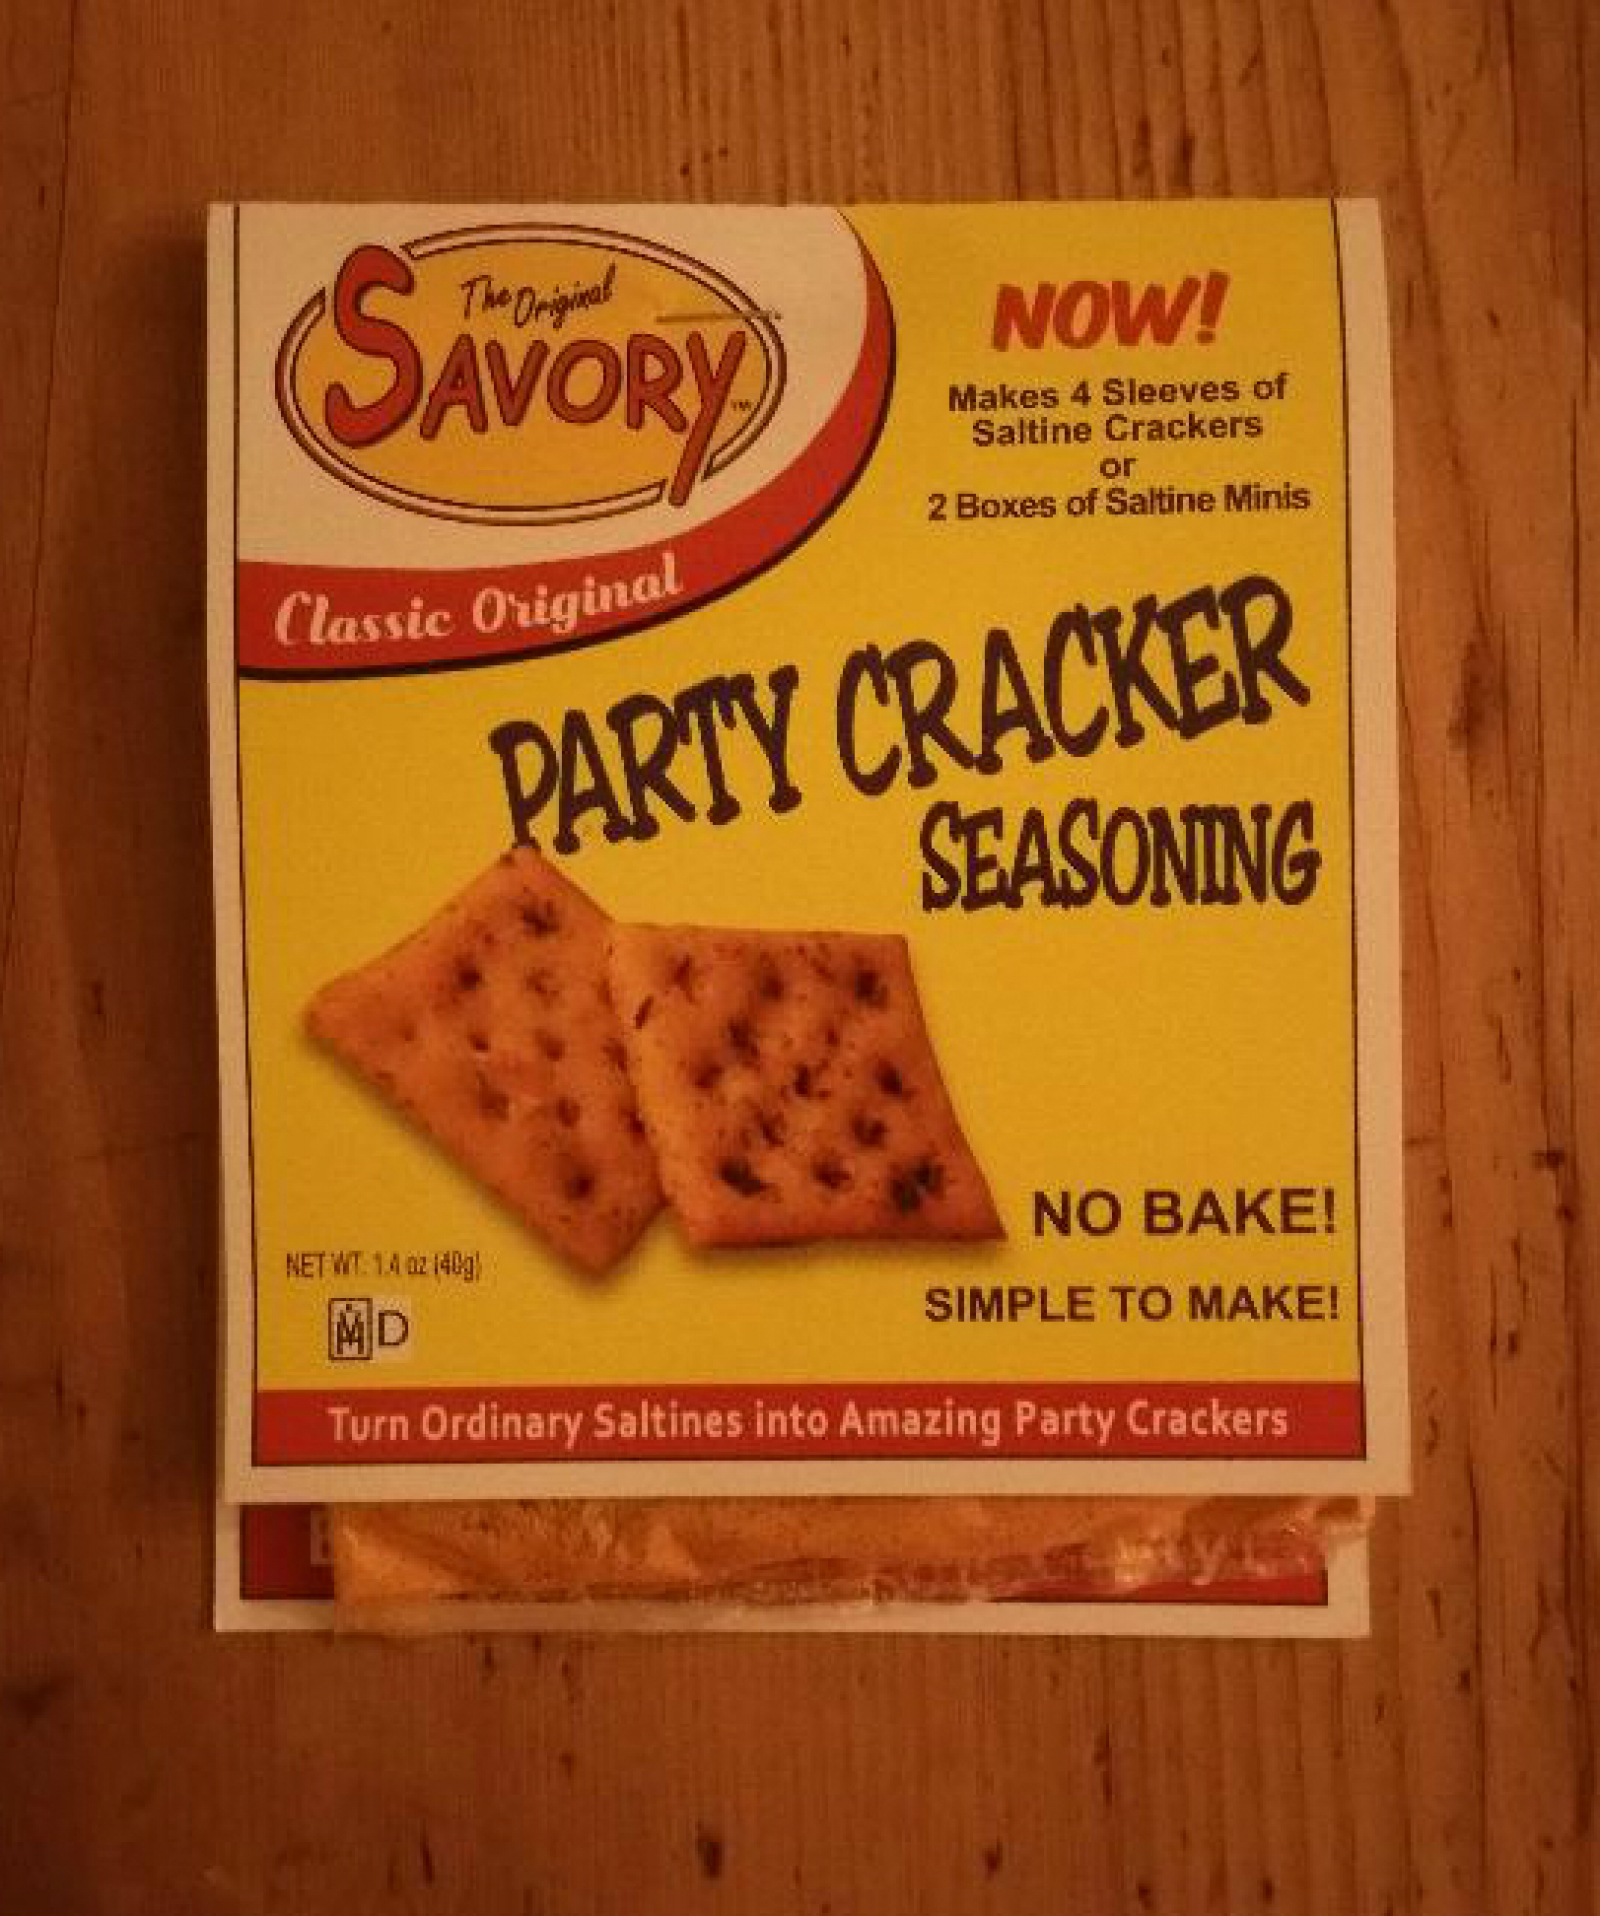 The Original
SAVORY™
Classic Original
NOW!
Makes 4 Sleeves of
Saltine Crackers
or
2 Boxes of Saltine Minis
PARTY CRACKER
SEASONING
NO BAKE!
SIMPLE TO MAKE!
NET WT. 1.4 oz (40g)
D
Turn Ordinary Saltines into Amazing Party Crackers